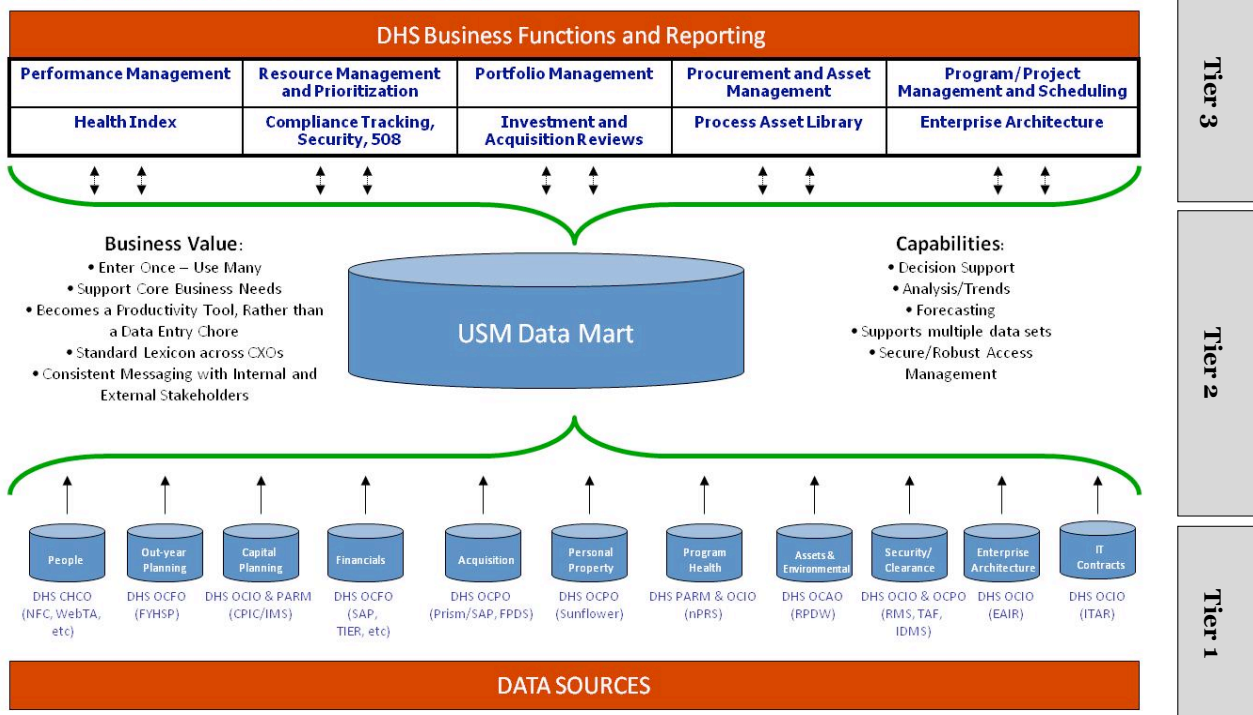 DHS Business Functions and Reporting
Performance Management
Resource Management
and Prioritization
Portfolio Management
Procurement and Asset
Management
Program/Project
Management and Scheduling
Health Index
Compliance Tracking,
Security, 508
Investment and
Acquisition Reviews
Process Asset Library
Enterprise Architecture
Tier 3
Business Value:
• Enter Once – Use Many
• Support Core Business Needs
• Becomes a Productivity Tool, Rather than
a Data Entry Chore
• Standard Lexicon across CXOs
• Consistent Messaging with Internal and
External Stakeholders
USM Data Mart
Capabilities:
• Decision Support
• Analysis/Trends
• Forecasting
• Supports multiple data sets
• Secure/Robust Access
Management
Tier 2
People
Out-year
Planning
Capital
Planning
Financials
Acquisition
Personal
Property
Program
Health
Assets &
Environmental
Security/
Clearance
Enterprise
Architecture
IT
Contracts
DHS CHCO
(NFC, WebTA,
etc)
DHS OCFO
(FYHSP)
DHS OCIO & PARM
(CPIC/IMS)
DHS OCFO
(SAP,
TIER, etc)
DHS OCPO
(Prism/SAP, FPDS)
DHS OCPO
(Sunflower)
DHS PARM & OCIO
(nPRS)
DHS OCAO
(RPDW)
DHS OCIO & OCPO
(RMS, TAF,
IDMS)
DHS OCIO
(EAIR)
DHS OCIO
(ITAR)
Tier 1
DATA SOURCES